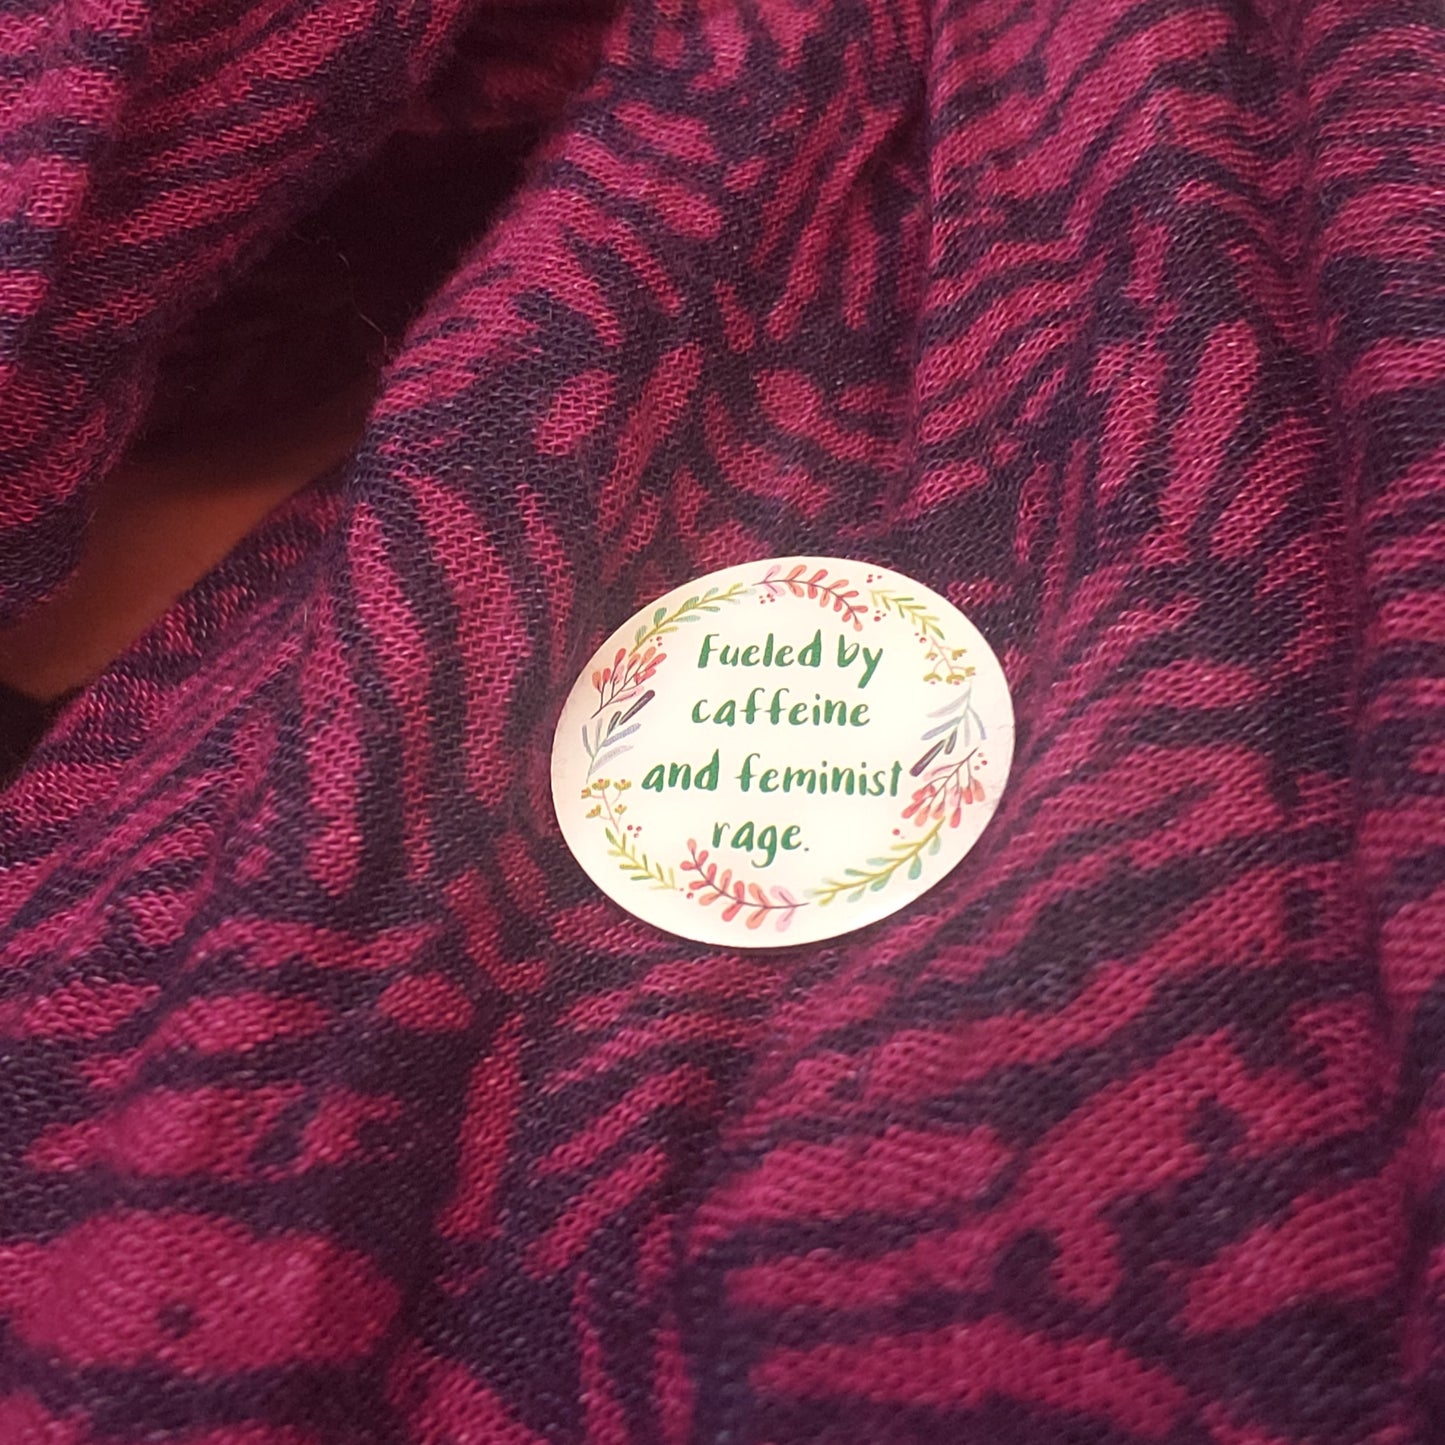 Fueled by
caffeine
and feminist
rage.